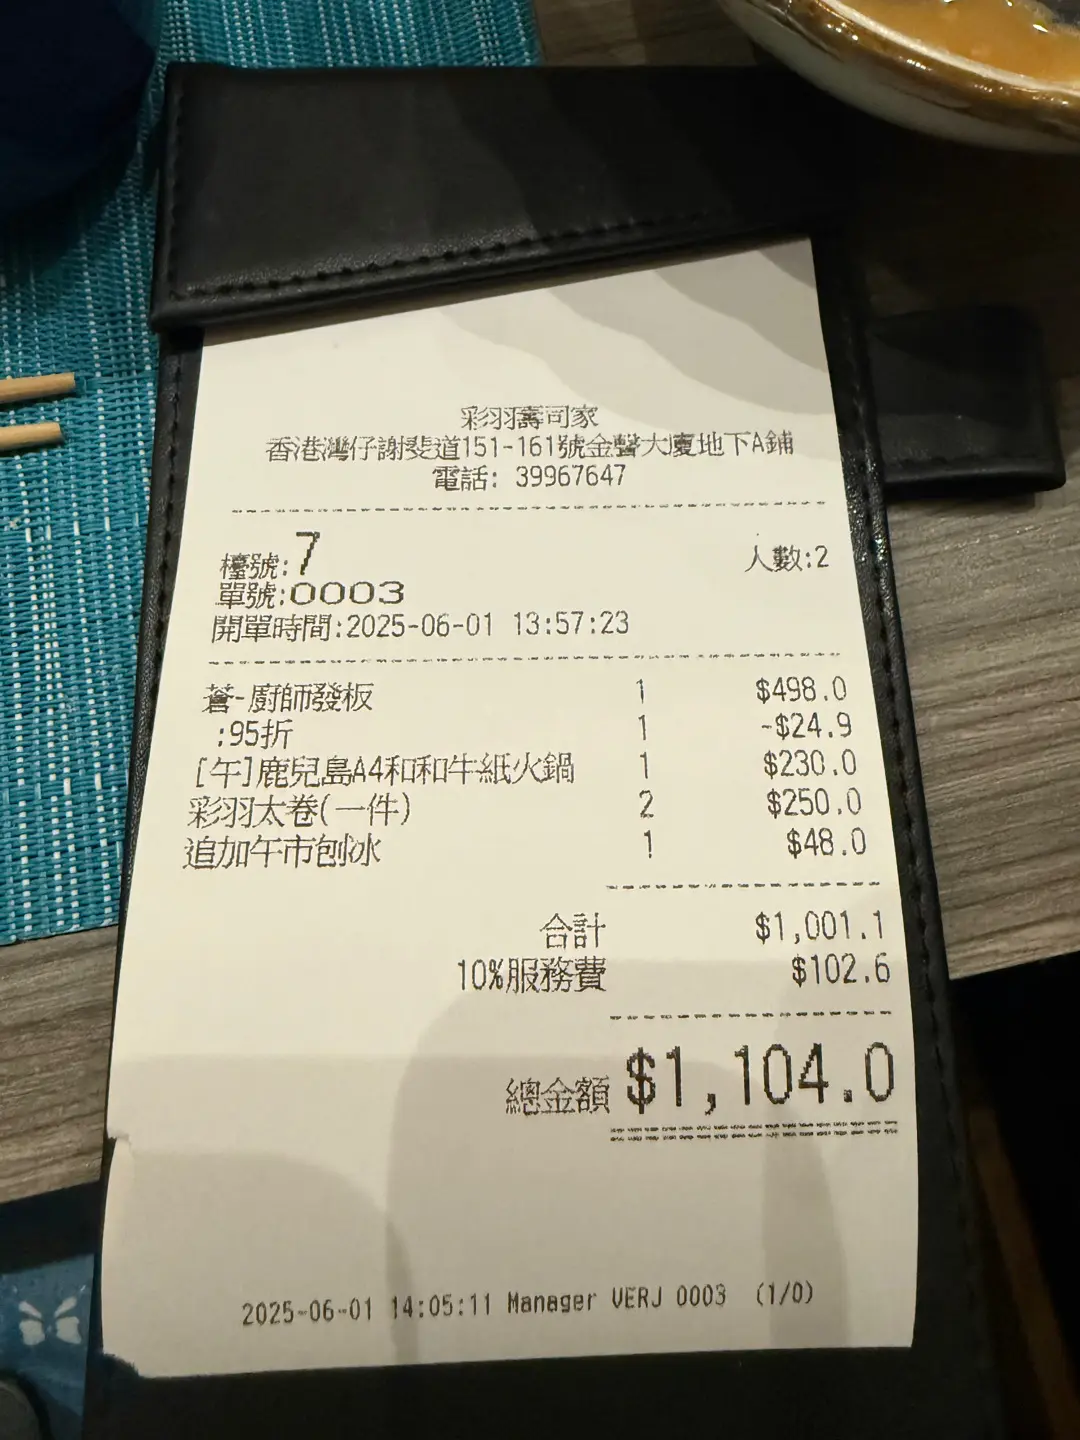 彩羽壽司家
香港灣仔謝斐道151-161號金聲大廈地下A鋪
電話: 39967647
檯號:7 人數:2
單號:0003
開單時間:2025-06-01 13:57:23
蒼-廚師發板 1 $498.0
:95折 1 -$24.9
[午]鹿兒島A4和和牛紙火鍋 1 $230.0
彩羽太卷(一件) 2 $250.0
追加午市刨冰 1 $48.0
合計 $1,001.1
10%服務費 $102.6
總金額 $1,104.0
2025-06-01 14:05:11 Manager VERJ 0003 (1/0)